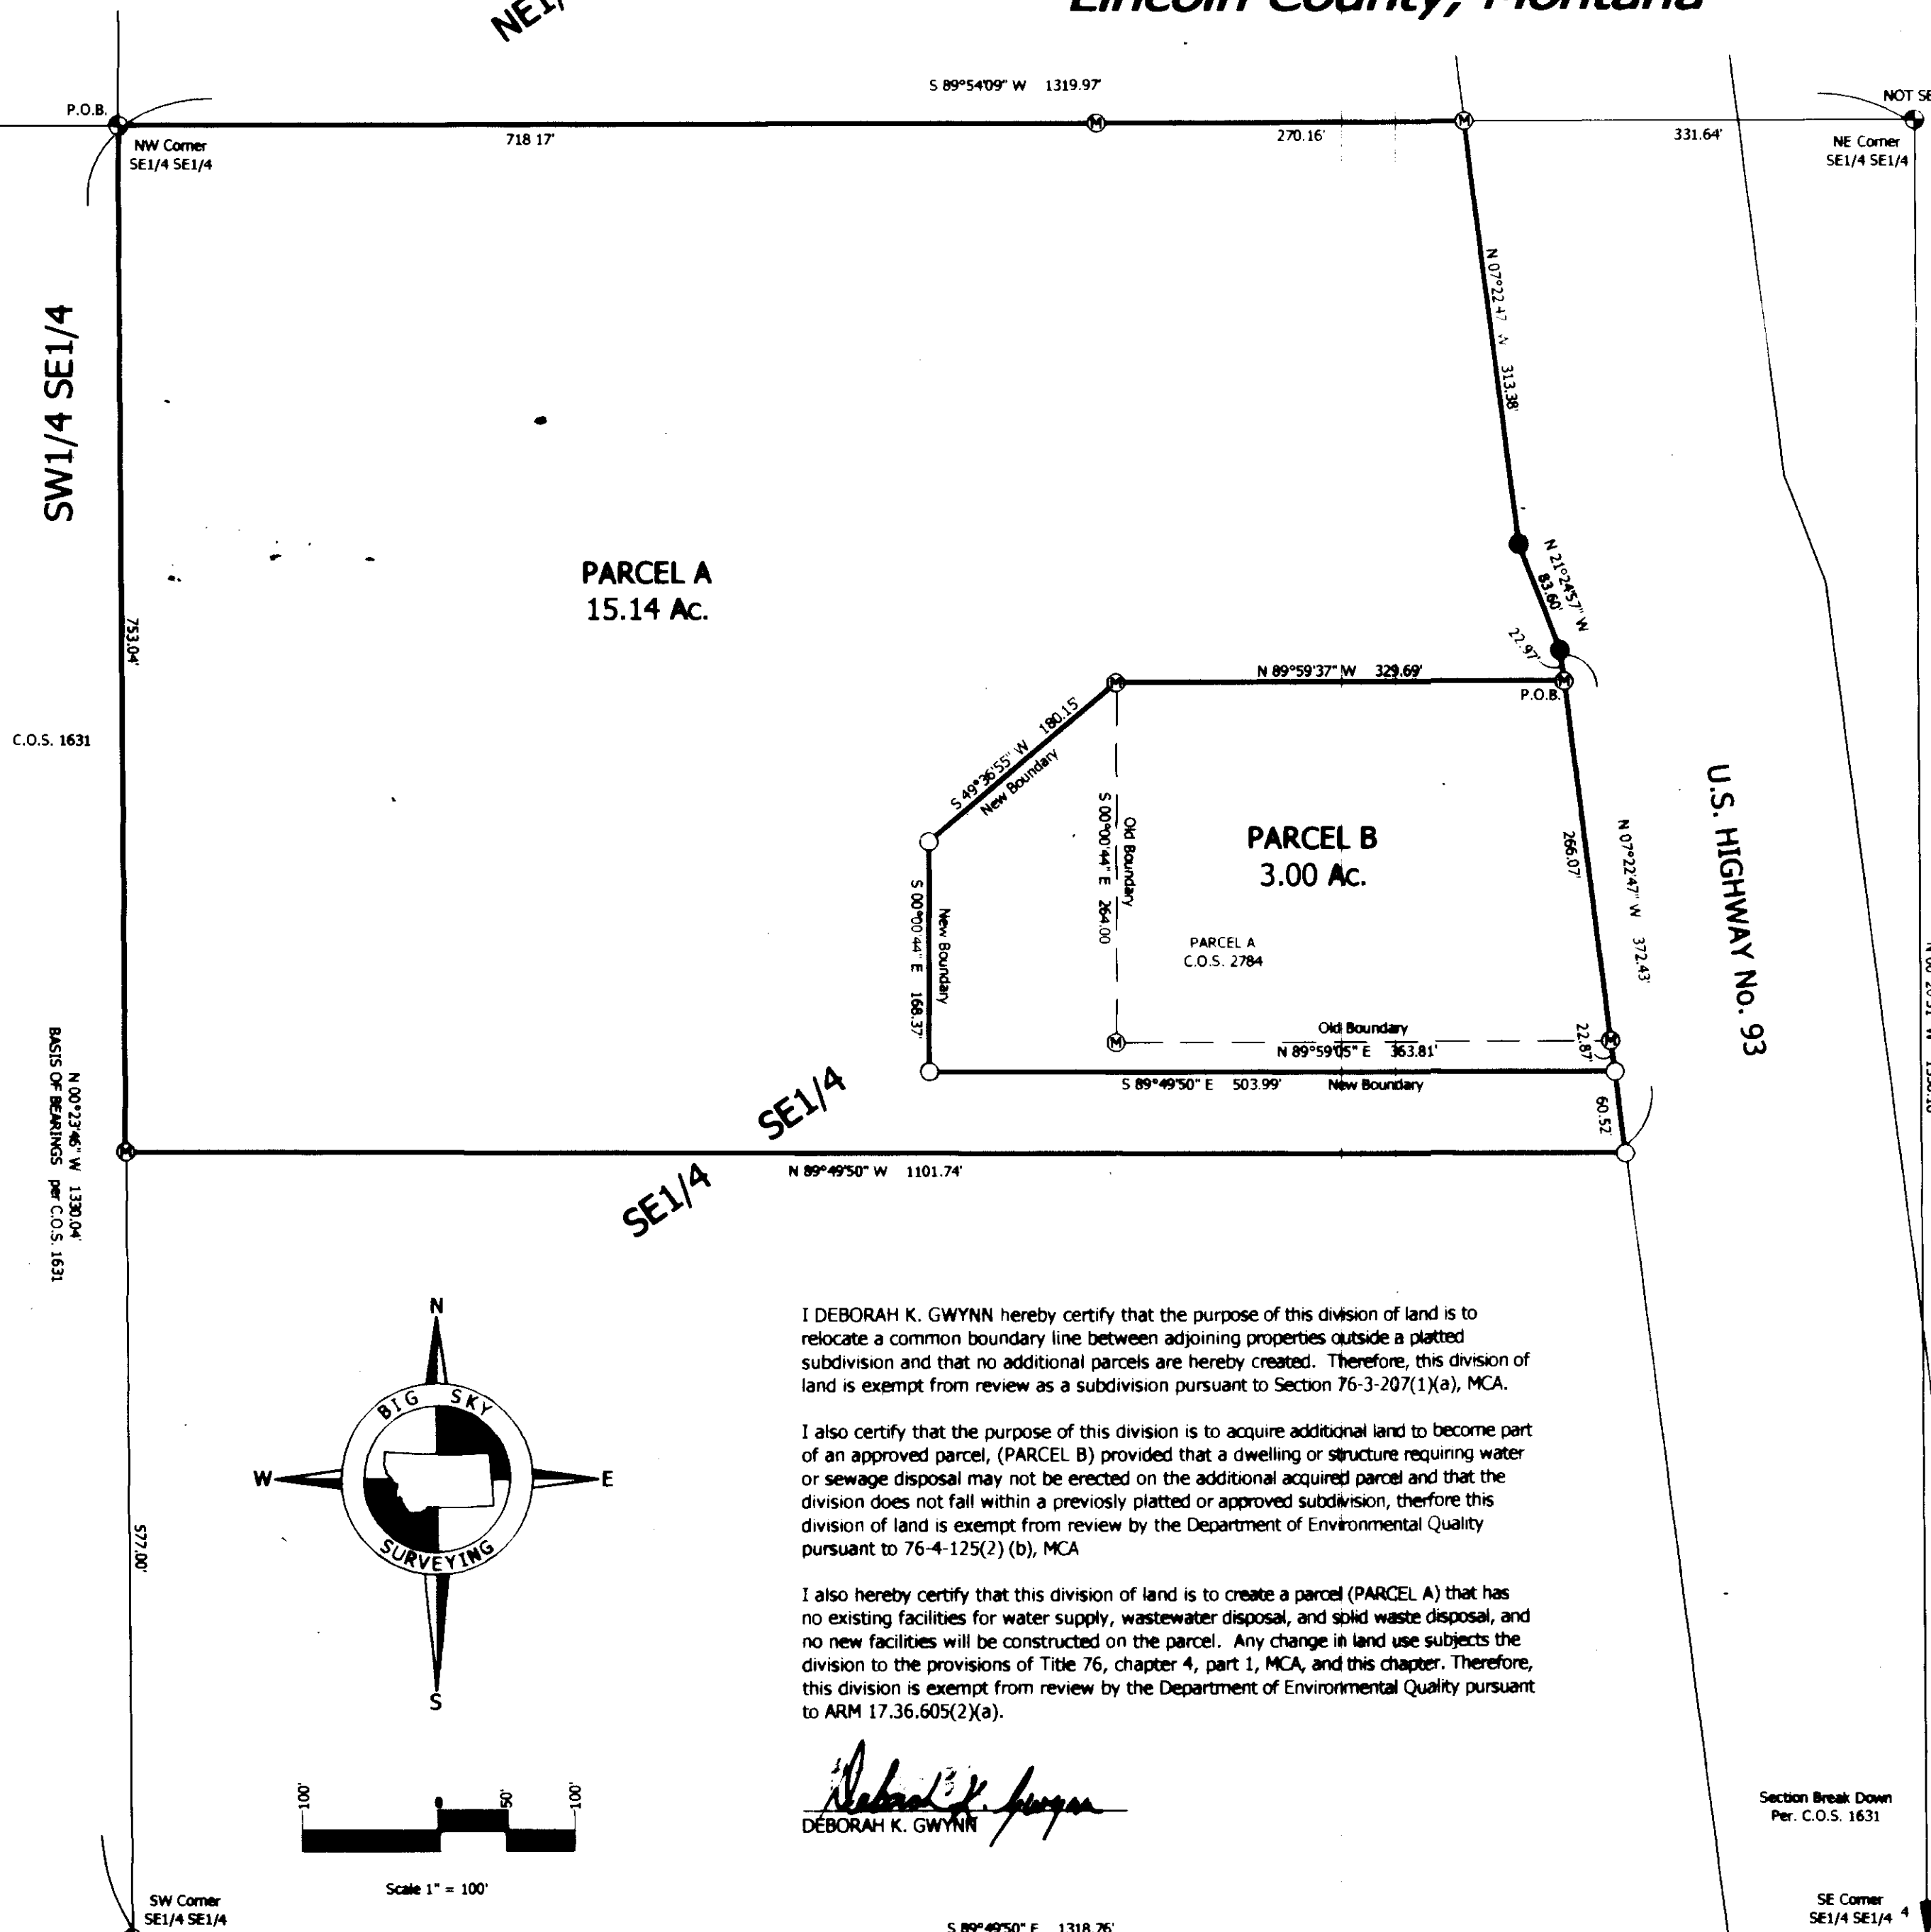 Lincoln County, Montana
S 89°54'09" W 1319.97'
P.O.B.
NOT SE
718.17'
270.16'
331.64'
NW Corner
SE1/4 SE1/4
NE Corner
SE1/4 SE1/4
N 07°22'47" W 313.38'
SW1/4 SE1/4
N 21°24'57" W
83.60'
22.97'
PARCEL A
15.14 Ac.
753.04'
N 89°59'37" W 329.69'
P.O.B.
C.O.S. 1631
S 49°36'55" W 180.15'
New Boundary
Old Boundary
S 00°00'44" E 264.00
PARCEL B
3.00 Ac.
266.07'
N 07°22'47" W 372.43'
U.S. HIGHWAY No. 93
New Boundary
S 00°00'44" E 168.37'
PARCEL A
C.O.S. 2784
Old Boundary
N 89°59'05" E 363.81'
22.87'
S 89°49'50" E 503.99' New Boundary
60.52'
SE1/4
SE1/4
N 89°49'50" W 1101.74'
N 00°23'46" W 1330.04'
BASIS OF BEARINGS per C.O.S. 1631
577.00'
N
BIG SKY
W
E
SURVEYING
S
I DEBORAH K. GWYNN hereby certify that the purpose of this division of land is to
relocate a common boundary line between adjoining properties outside a platted
subdivision and that no additional parcels are hereby created. Therefore, this division of
land is exempt from review as a subdivision pursuant to Section 76-3-207(1)(a), MCA.
I also certify that the purpose of this division is to acquire additional land to become part
of an approved parcel, (PARCEL B) provided that a dwelling or structure requiring water
or sewage disposal may not be erected on the additional acquired parcel and that the
division does not fall within a previosly platted or approved subdivision, therfore this
division of land is exempt from review by the Department of Environmental Quality
pursuant to 76-4-125(2) (b), MCA
I also hereby certify that this division of land is to create a parcel (PARCEL A) that has
no existing facilities for water supply, wastewater disposal, and solid waste disposal, and
no new facilities will be constructed on the parcel. Any change in land use subjects the
division to the provisions of Title 76, chapter 4, part 1, MCA, and this chapter. Therefore,
this division is exempt from review by the Department of Environmental Quality pursuant
to ARM 17.36.605(2)(a).
Deborah K. Gwynn
DEBORAH K. GWYNN
100' 0 50' 100'
Scale 1" = 100'
Section Break Down
Per. C.O.S. 1631
SW Corner
SE1/4 SE1/4
SE Corner
SE1/4 SE1/4 4
S 89°49'50" E 1318.76'